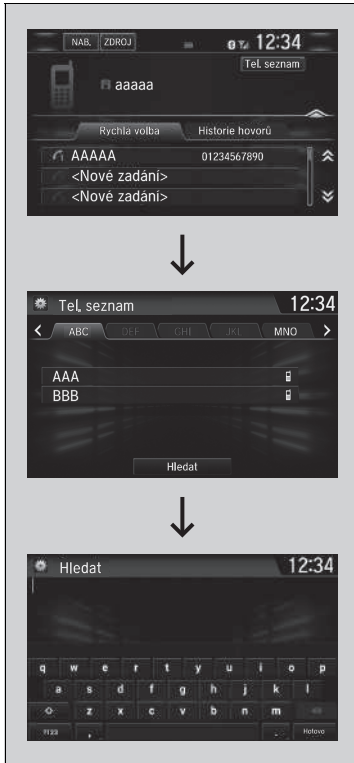 NAB. ZDROJ 12:34
Tel. seznam
aaaaa
Rychlá volba Historie hovorů
AAAAA 01234567890
<Nové zadání>
<Nové zadání>
Tel. seznam 12:34
ABC DEF GHI JKL MNO
AAA
BBB
Hledat
Hledat 12:34
q w e r t y u i o p
a s d f g h j k l
z x c v b n m
?123 , . Hotovo